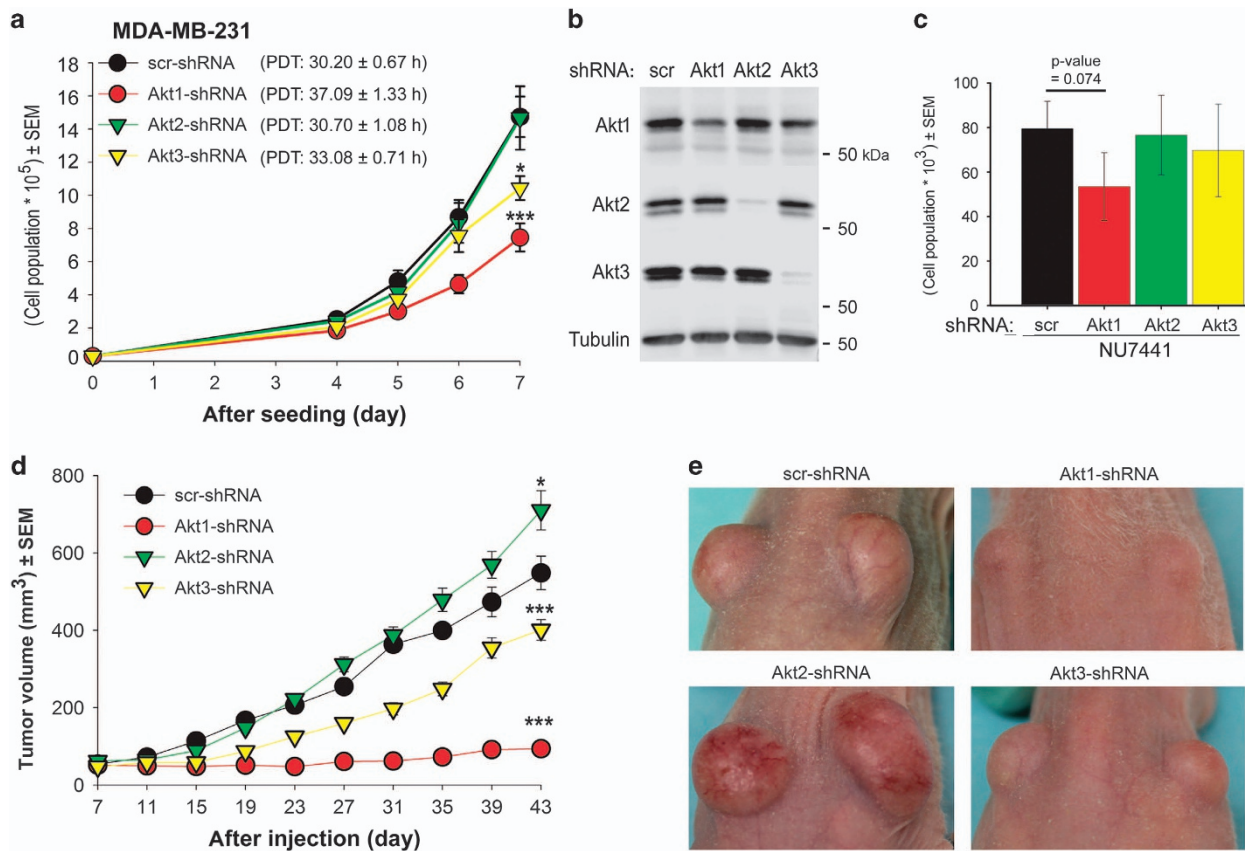 a
MDA-MB-231
scr-shRNA (PDT: 30.20 ± 0.67 h)
Akt1-shRNA (PDT: 37.09 ± 1.33 h)
Akt2-shRNA (PDT: 30.70 ± 1.08 h)
Akt3-shRNA (PDT: 33.08 ± 0.71 h)
(Cell population * 10⁵) ± SEM
18
16
14
12
10
8
6
4
2
0
*
***
0 1 2 3 4 5 6 7
After seeding (day)
b
shRNA: scr Akt1 Akt2 Akt3
Akt1
- 50 kDa
Akt2
- 50
Akt3
- 50
Tubulin
- 50
c
p-value
= 0.074
(Cell population * 10³) ± SEM
100
80
60
40
20
0
shRNA: scr Akt1 Akt2 Akt3
NU7441
d
scr-shRNA
Akt1-shRNA
Akt2-shRNA
Akt3-shRNA
Tumor volume (mm³) ± SEM
800
600
400
200
0
*
***
***
7 11 15 19 23 27 31 35 39 43
After injection (day)
e
scr-shRNA
Akt1-shRNA
Akt2-shRNA
Akt3-shRNA